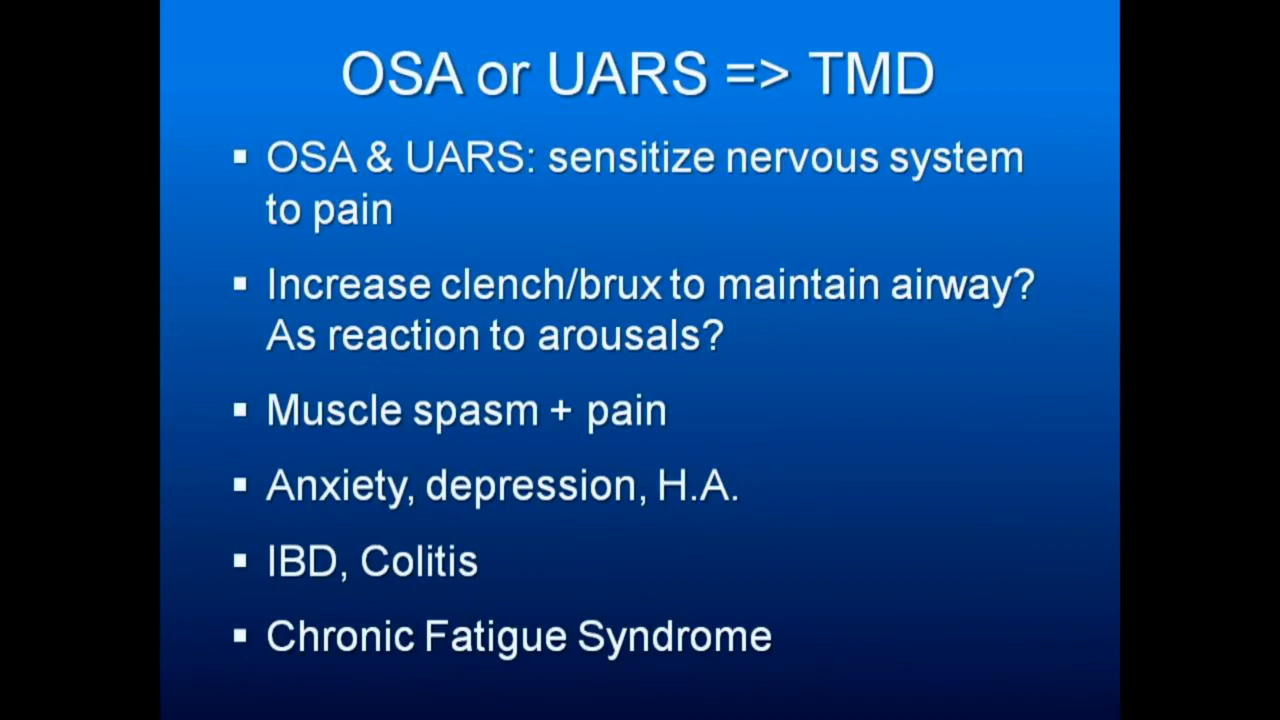 OSA or UARS => TMD
▪ OSA & UARS: sensitize nervous system
to pain
▪ Increase clench/brux to maintain airway?
As reaction to arousals?
▪ Muscle spasm + pain
▪ Anxiety, depression, H.A.
▪ IBD, Colitis
▪ Chronic Fatigue Syndrome